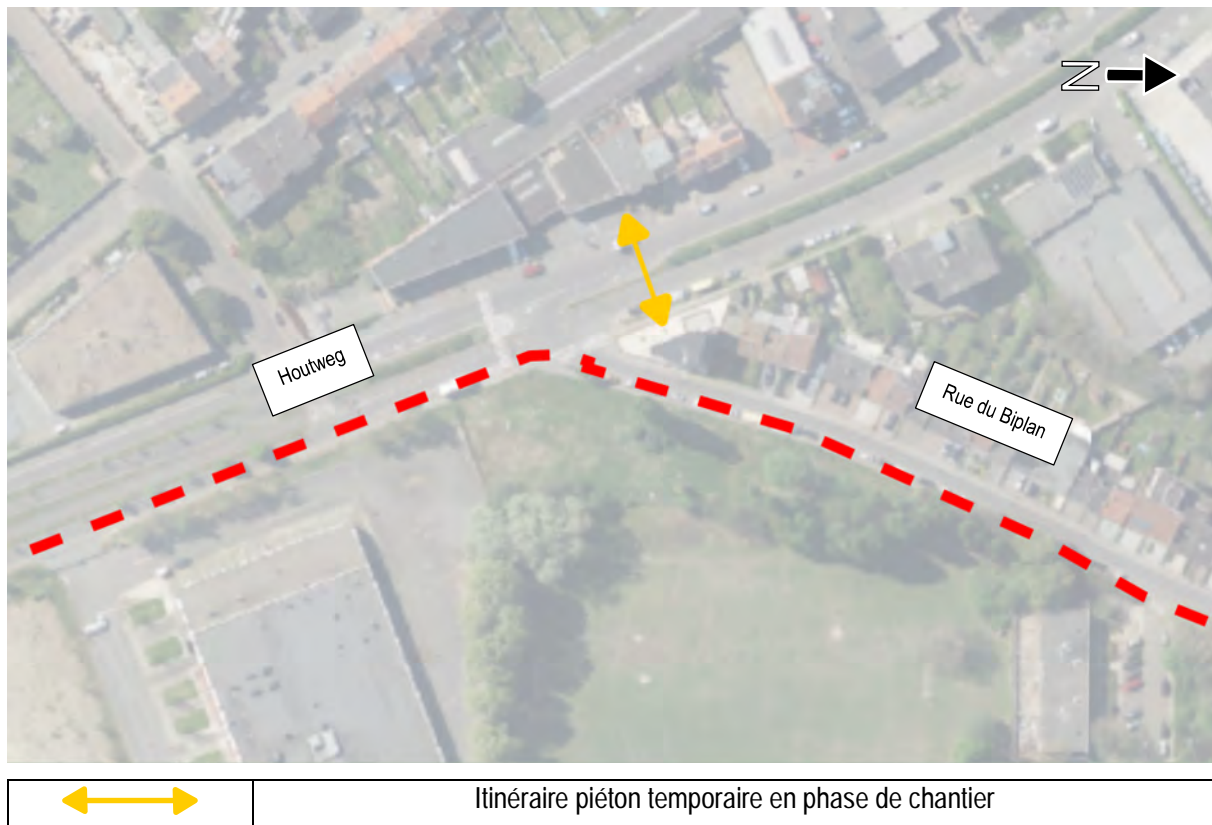 N
Houtweg
Rue du Biplan
Itinéraire piéton temporaire en phase de chantier